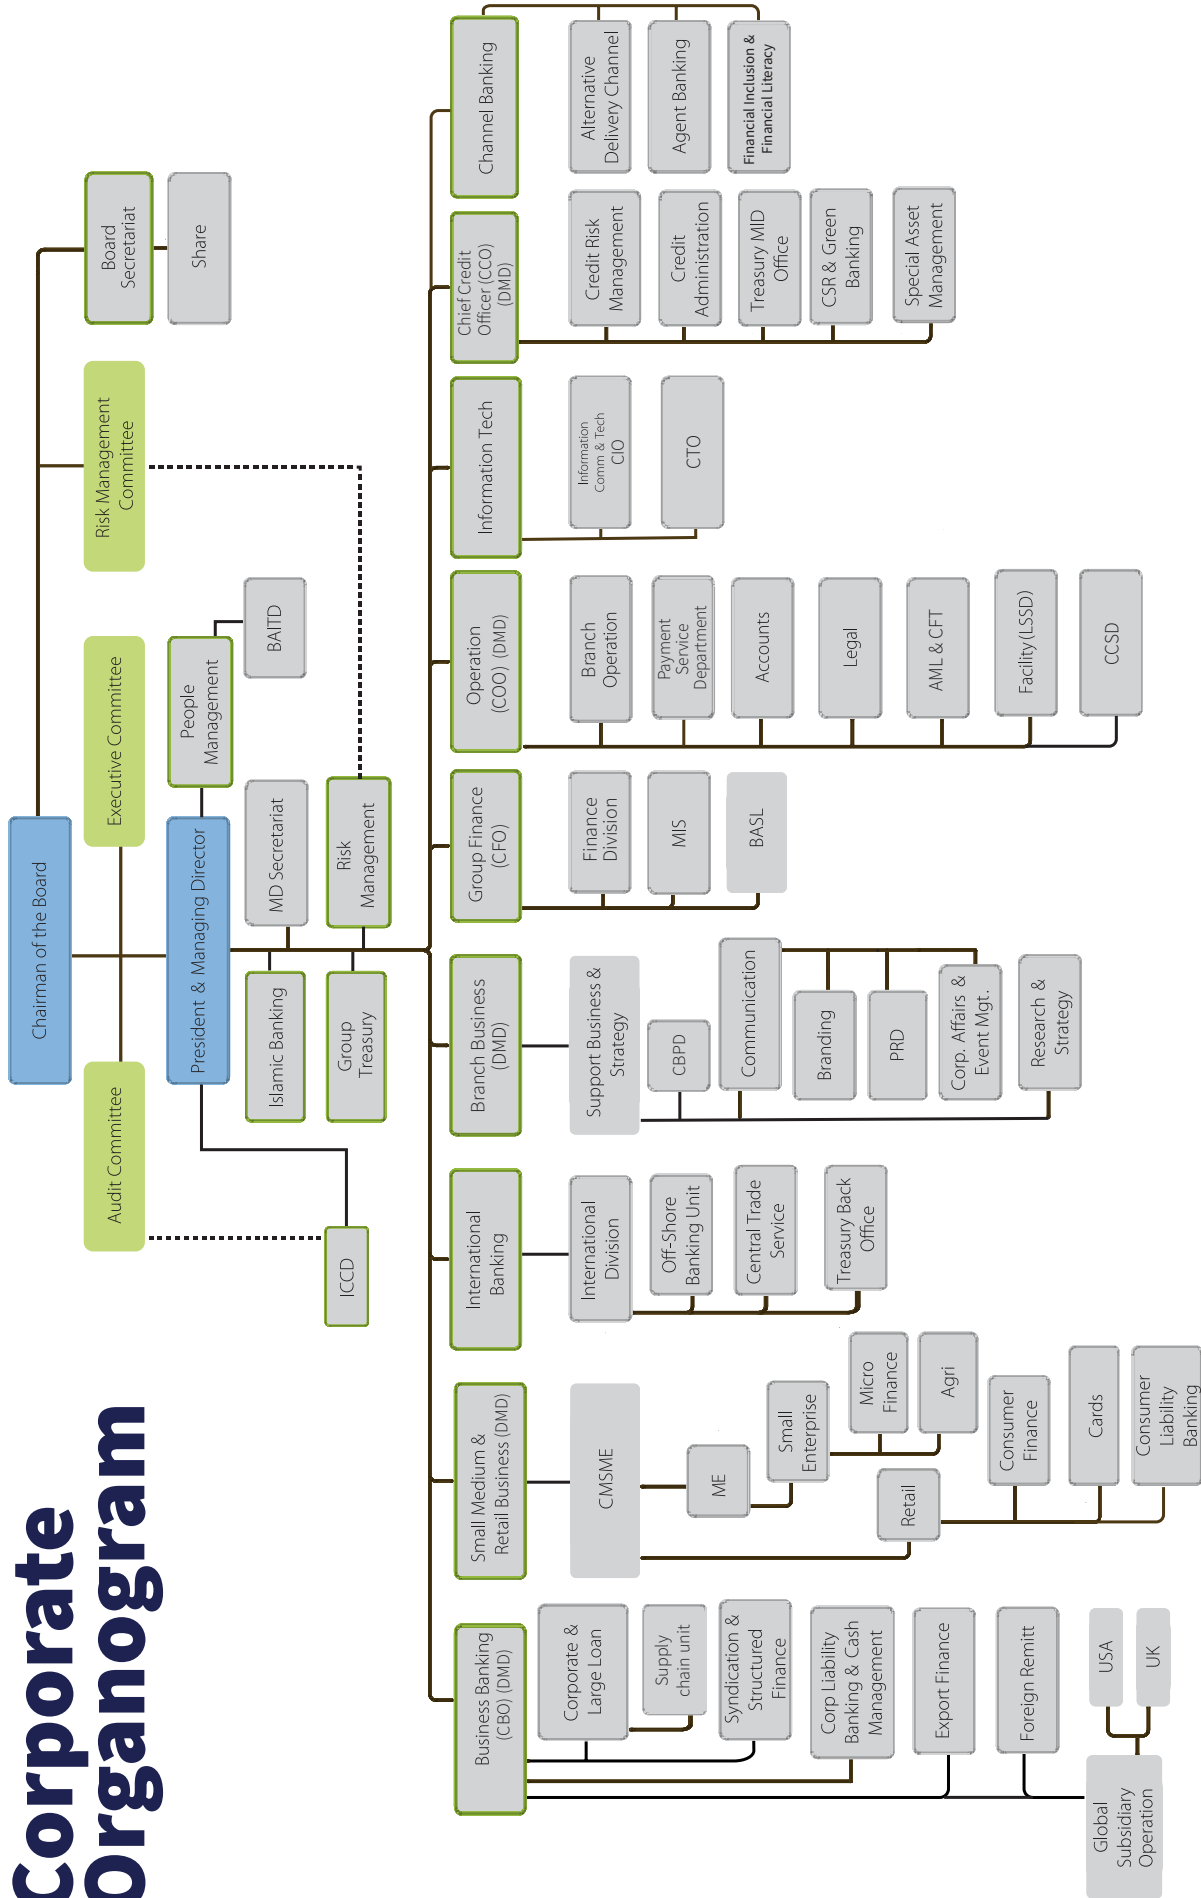 Corporate
Organogram
Chairman of the Board
Audit Committee
Executive Committee
Risk Management
Committee
Board
Secretariat
Share
President & Managing Director
People
Management
BAITD
Islamic Banking
MD Secretariat
Group
Treasury
Risk
Management
ICCD
Business Banking
(CBO) (DMD)
Corporate &
Large Loan
Supply
chain unit
Syndication &
Structured
Finance
Corp Liability
Banking & Cash
Management
Export Finance
Foreign Remitt
Global
Subsidiary
Operation
USA
UK
Small Medium &
Retail Business (DMD)
CMSME
ME
Small
Enterprise
Micro
Finance
Agri
Retail
Consumer
Finance
Cards
Consumer
Liability
Banking
International
Banking
International
Division
Off-Shore
Banking Unit
Central Trade
Service
Treasury Back
Office
Branch Business
(DMD)
Support Business &
Strategy
CBPD
Communication
Branding
PRD
Corp. Affairs &
Event Mgt.
Research &
Strategy
Group Finance
(CFO)
Finance
Division
MIS
BASL
Operation
(COO) (DMD)
Branch
Operation
Payment
Service
Department
Accounts
Legal
AML & CFT
Facility (LSSD)
CCSD
Information Tech
Information
Comm & Tech
CIO
CTO
Chief Credit
Officer (CCO)
(DMD)
Credit Risk
Management
Credit
Administration
Treasury MID
Office
CSR & Green
Banking
Special Asset
Management
Channel Banking
Alternative
Delivery Channel
Agent Banking
Financial Inclusion &
Financial Literacy